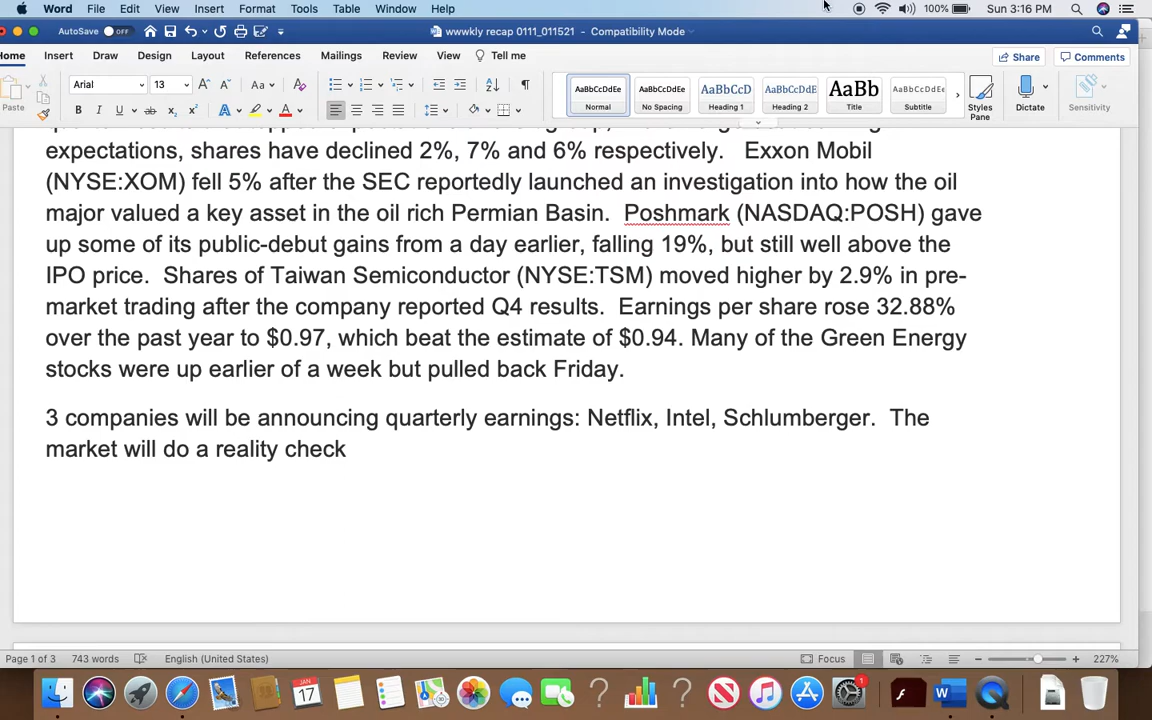 Word File Edit View Insert Format Tools Table Window Help 100% Sun 3:16 PM
AutoSave OFF wwwkly recap 0111_011521 - Compatibility Mode
Home Insert Draw Design Layout References Mailings Review View Tell me Share Comments
Paste Arial 13 Aa AaBbCcDdEe AaBbCcDdEe AaBbCcD AaBbCcDdE AaBb AaBbCcDdEe
Normal No Spacing Heading 1 Heading 2 Title Subtitle Styles Pane Dictate Sensitivity
expectations, shares have declined 2%, 7% and 6% respectively. Exxon Mobil
(NYSE:XOM) fell 5% after the SEC reportedly launched an investigation into how the oil
major valued a key asset in the oil rich Permian Basin. Poshmark (NASDAQ:POSH) gave
up some of its public-debut gains from a day earlier, falling 19%, but still well above the
IPO price. Shares of Taiwan Semiconductor (NYSE:TSM) moved higher by 2.9% in pre-
market trading after the company reported Q4 results. Earnings per share rose 32.88%
over the past year to $0.97, which beat the estimate of $0.94. Many of the Green Energy
stocks were up earlier of a week but pulled back Friday.
3 companies will be announcing quarterly earnings: Netflix, Intel, Schlumberger. The
market will do a reality check
Page 1 of 3 743 words English (United States) Focus 227%
JAN 17